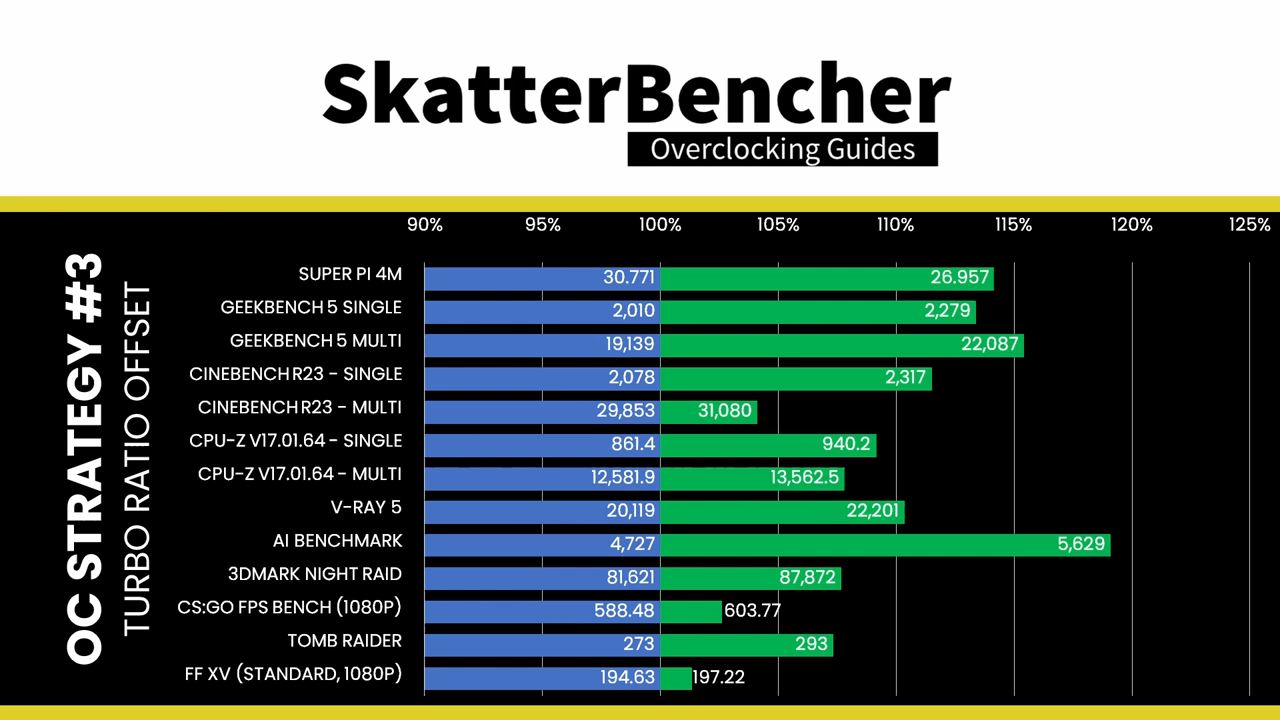 SkatterBencher
Overclocking Guides
90% 95% 100% 105% 110% 115% 120% 125%
OC STRATEGY #3
TURBO RATIO OFFSET
SUPER PI 4M 30.771 26.957
GEEKBENCH 5 SINGLE 2,010 2,279
GEEKBENCH 5 MULTI 19,139 22,087
CINEBENCH R23 - SINGLE 2,078 2,317
CINEBENCH R23 - MULTI 29,853 31,080
CPU-Z V17.01.64 - SINGLE 861.4 940.2
CPU-Z V17.01.64 - MULTI 12,581.9 13,562.5
V-RAY 5 20,119 22,201
AI BENCHMARK 4,727 5,629
3DMARK NIGHT RAID 81,621 87,872
CS:GO FPS BENCH (1080P) 588.48 603.77
TOMB RAIDER 273 293
FF XV (STANDARD, 1080P) 194.63 197.22